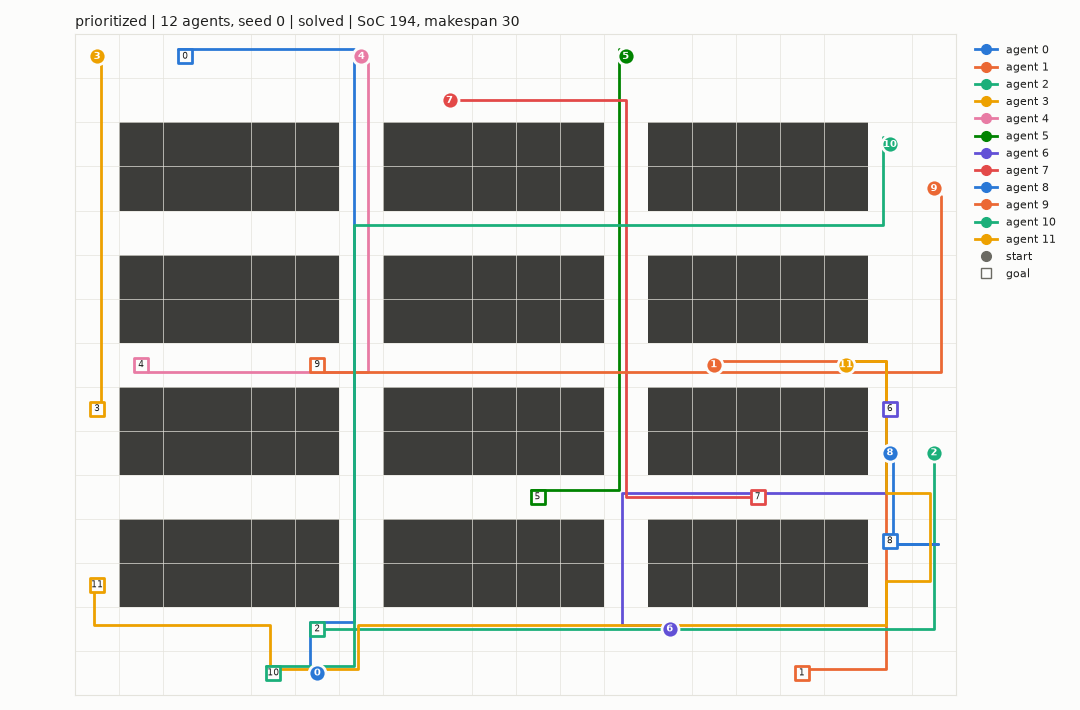 prioritized | 12 agents, seed 0 | solved | SoC 194, makespan 30
3 0 4 5
7
10
9
4 9 1 11
3 6
8 2
5 7
8
11
2 6
10 0 1
agent 0
agent 1
agent 2
agent 3
agent 4
agent 5
agent 6
agent 7
agent 8
agent 9
agent 10
agent 11
start
goal